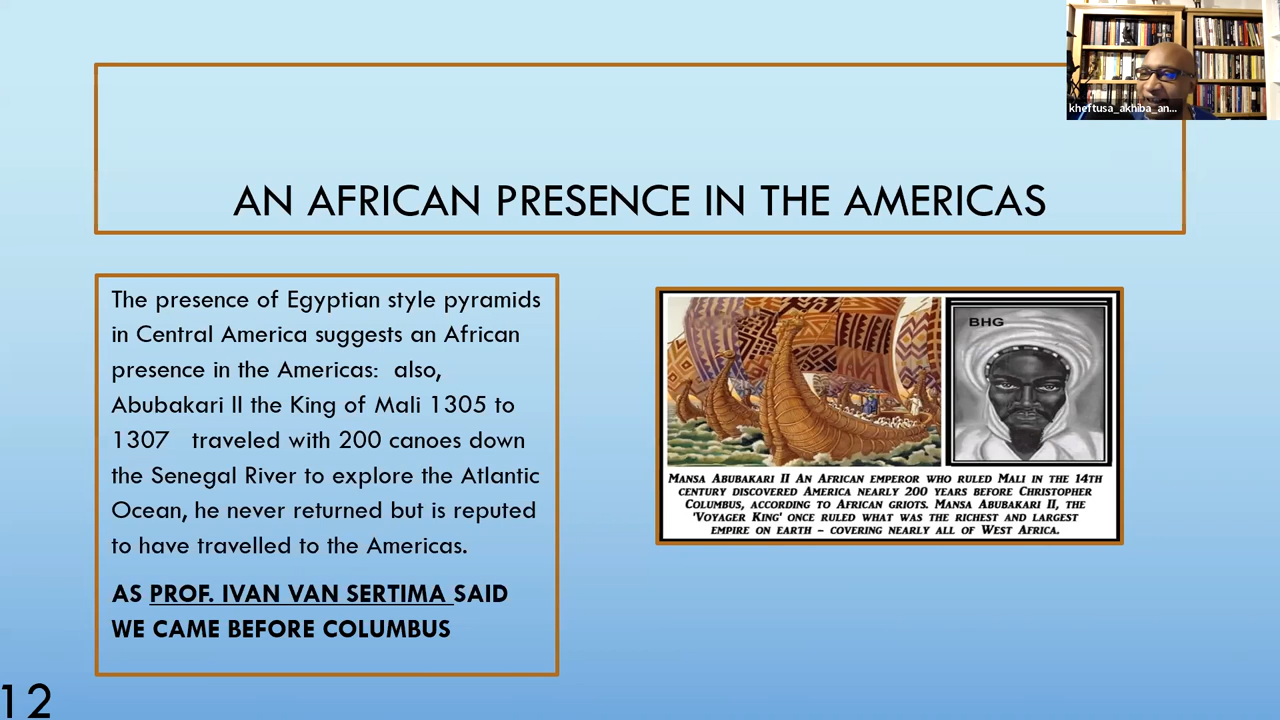 kheftusa_akhiba_an...
AN AFRICAN PRESENCE IN THE AMERICAS
The presence of Egyptian style pyramids
in Central America suggests an African
presence in the Americas: also,
Abubakari II the King of Mali 1305 to
1307 traveled with 200 canoes down
the Senegal River to explore the Atlantic
Ocean, he never returned but is reputed
to have travelled to the Americas.
AS PROF. IVAN VAN SERTIMA SAID
WE CAME BEFORE COLUMBUS
BHG
MANSA ABUBAKARI II AN AFRICAN EMPEROR WHO RULED MALI IN THE 14TH
CENTURY DISCOVERED AMERICA NEARLY 200 YEARS BEFORE CHRISTOPHER
COLUMBUS, ACCORDING TO AFRICAN GRIOTS. MANSA ABUBAKARI II, THE
'VOYAGER KING' ONCE RULED WHAT WAS THE RICHEST AND LARGEST
EMPIRE ON EARTH – COVERING NEARLY ALL OF WEST AFRICA.
12